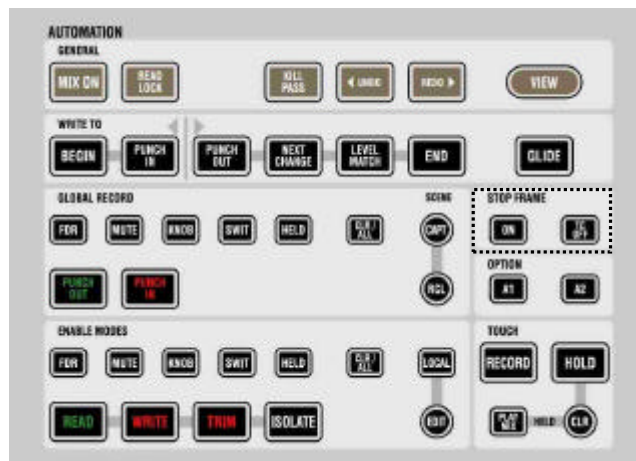 AUTOMATION
GENERAL
MIX ON READ LOCK KILL PASS ◀ UNDO REDO ▶ VIEW
WRITE TO
BEGIN PUNCH IN PUNCH OUT NEXT CHANGE LEVEL MATCH END GLIDE
GLOBAL RECORD SCENE STOP FRAME
FDR MUTE KNOB SWIT HELD CLR/ ALL CAPT ON
PUNCH OUT PUNCH IN RCL OPTION
A1 A2
ENABLE MODES TOUCH
FDR MUTE KNOB SWIT HELD CLR/ ALL LOCAL RECORD HOLD
READ WRITE TRIM ISOLATE EDIT PLAY HELD CLR